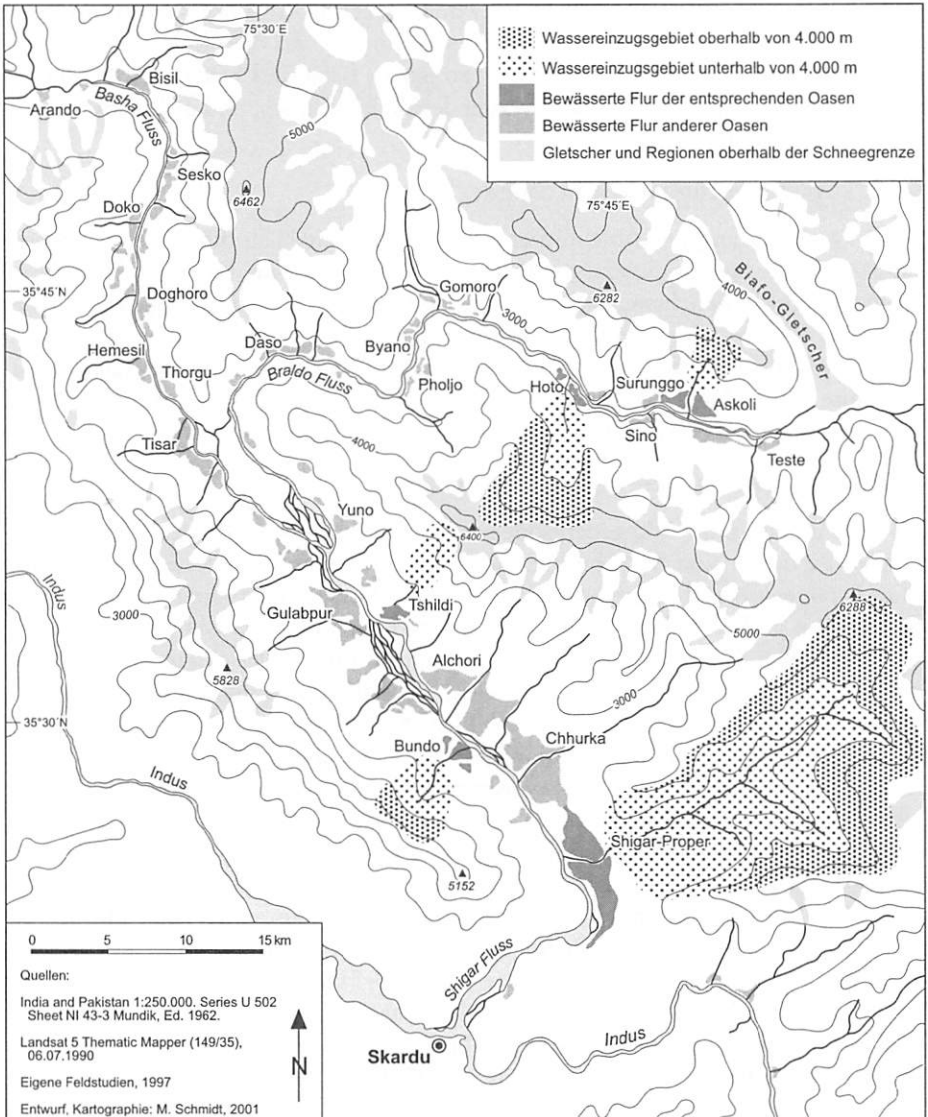 75°30´E
Wassereinzugsgebiet oberhalb von 4.000 m
Wassereinzugsgebiet unterhalb von 4.000 m
Bewässerte Flur der entsprechenden Oasen
Bewässerte Flur anderer Oasen
Gletscher und Regionen oberhalb der Schneegrenze
Bisil
Arando
Basha Fluss
5000
Sesko
6462
75°45´E
Doko
35°45´N
Doghoro
Gomoro
6282
Biafo-Gletscher
4000
3000
Hemesil
Daso
Byano
Thorgu
Braldo Fluss
Pholjo
Hoto
Surunggo
Askoli
Sino
Tisar
4000
Teste
Yuno
6400
Indus
Tshildi
6288
3000
Gulabpur
5000
Alchori
5828
3000
35°30´N
Bundo
Chhurka
Indus
Shigar-Proper
5152
0 5 10 15 km
Quellen:
India and Pakistan 1:250.000. Series U 502
Sheet NI 43-3 Mundik, Ed. 1962.
Landsat 5 Thematic Mapper (149/35),
06.07.1990
Eigene Feldstudien, 1997
Entwurf, Kartographie: M. Schmidt, 2001
N
Shigar Fluss
Skardu
Indus